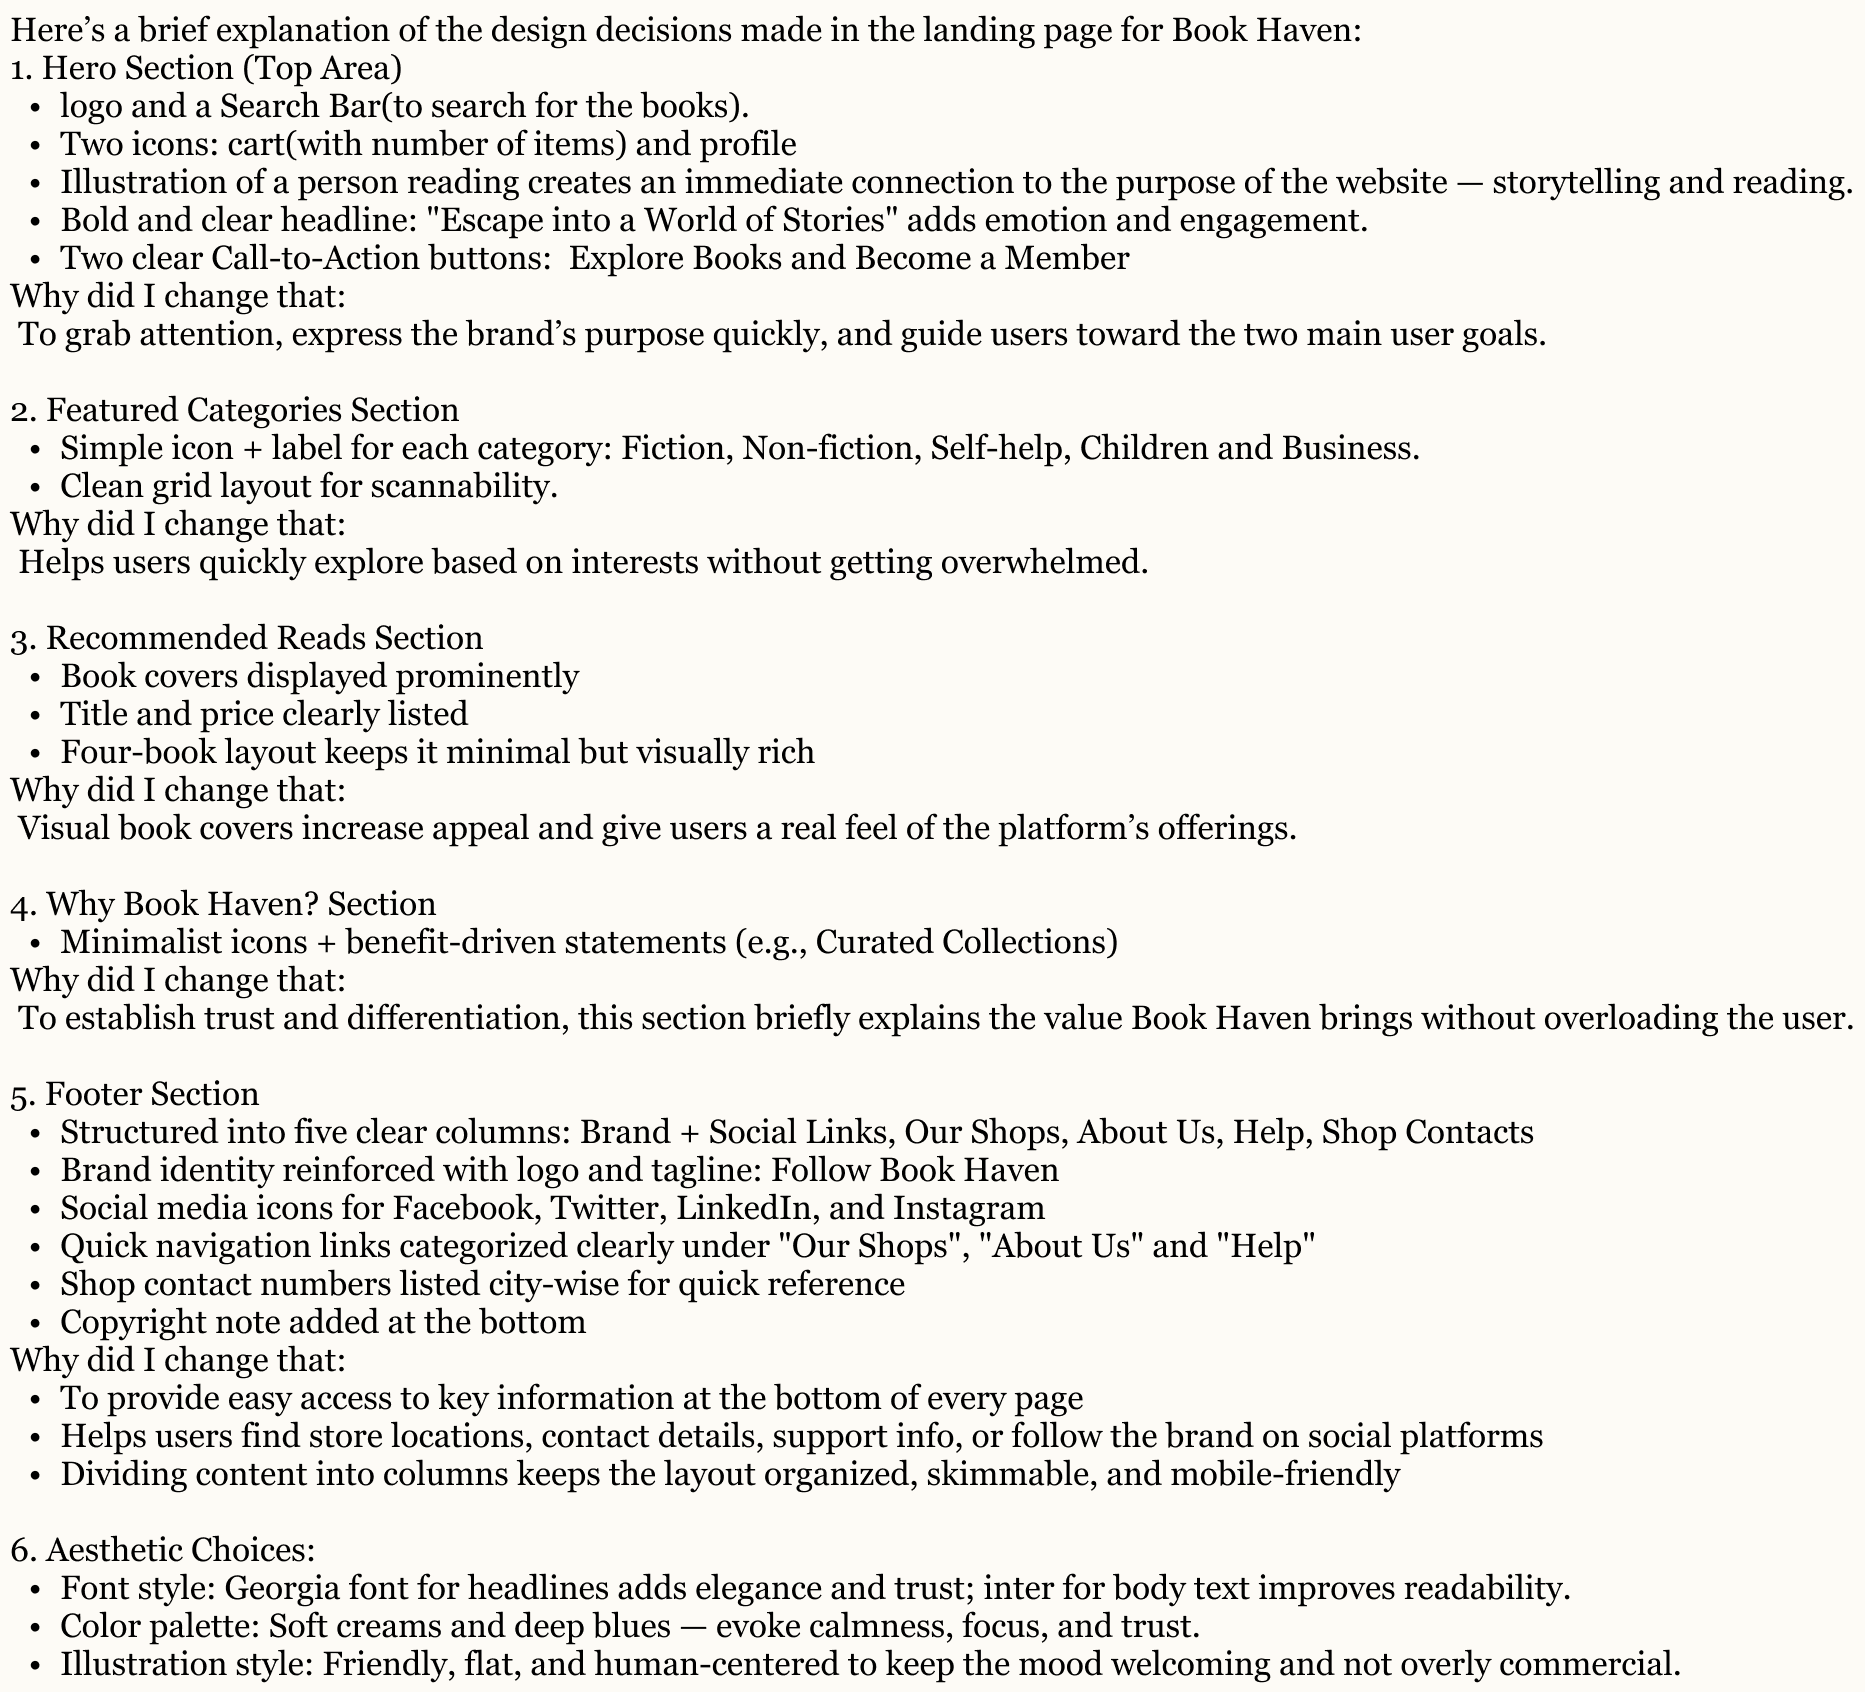 Here’s a brief explanation of the design decisions made in the landing page for Book Haven:
1. Hero Section (Top Area)
• logo and a Search Bar(to search for the books).
• Two icons: cart(with number of items) and profile
• Illustration of a person reading creates an immediate connection to the purpose of the website — storytelling and reading.
• Bold and clear headline: "Escape into a World of Stories" adds emotion and engagement.
• Two clear Call-to-Action buttons:  Explore Books and Become a Member
Why did I change that:
To grab attention, express the brand’s purpose quickly, and guide users toward the two main user goals.
2. Featured Categories Section
• Simple icon + label for each category: Fiction, Non-fiction, Self-help, Children and Business.
• Clean grid layout for scannability.
Why did I change that:
Helps users quickly explore based on interests without getting overwhelmed.
3. Recommended Reads Section
• Book covers displayed prominently
• Title and price clearly listed
• Four-book layout keeps it minimal but visually rich
Why did I change that:
Visual book covers increase appeal and give users a real feel of the platform’s offerings.
4. Why Book Haven? Section
• Minimalist icons + benefit-driven statements (e.g., Curated Collections)
Why did I change that:
To establish trust and differentiation, this section briefly explains the value Book Haven brings without overloading the user.
5. Footer Section
• Structured into five clear columns: Brand + Social Links, Our Shops, About Us, Help, Shop Contacts
• Brand identity reinforced with logo and tagline: Follow Book Haven
• Social media icons for Facebook, Twitter, LinkedIn, and Instagram
• Quick navigation links categorized clearly under "Our Shops", "About Us" and "Help"
• Shop contact numbers listed city-wise for quick reference
• Copyright note added at the bottom
Why did I change that:
• To provide easy access to key information at the bottom of every page
• Helps users find store locations, contact details, support info, or follow the brand on social platforms
• Dividing content into columns keeps the layout organized, skimmable, and mobile-friendly
6. Aesthetic Choices:
• Font style: Georgia font for headlines adds elegance and trust; inter for body text improves readability.
• Color palette: Soft creams and deep blues — evoke calmness, focus, and trust.
• Illustration style: Friendly, flat, and human-centered to keep the mood welcoming and not overly commercial.